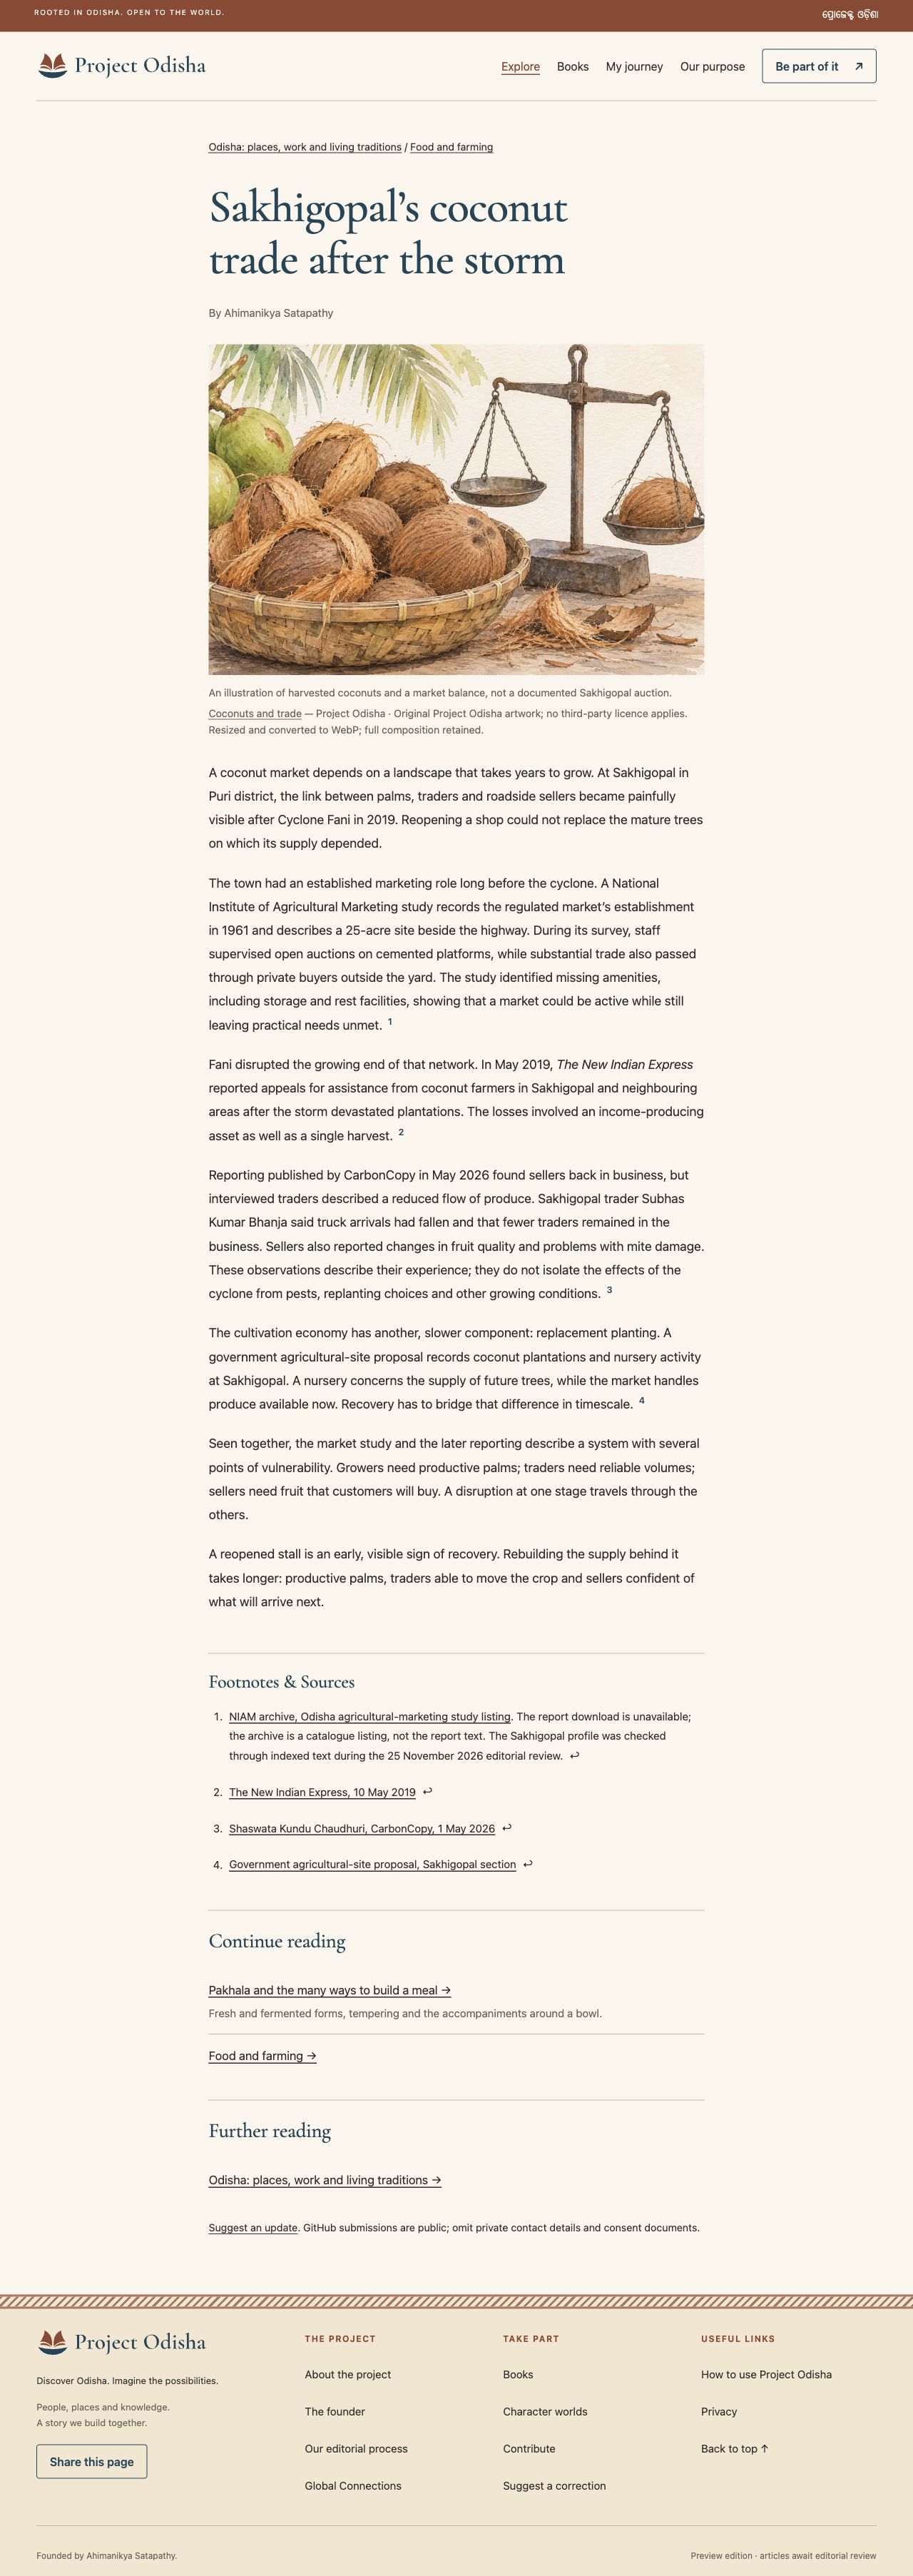 ROOTED IN ODISHA. OPEN TO THE WORLD.
ପ୍ରୋଜେକ୍ଟ ଓଡ଼ିଶା
Project Odisha
Explore
Books
My journey
Our purpose
Be part of it ↗
Odisha: places, work and living traditions / Food and farming
Sakhigopal’s coconut
trade after the storm
By Ahimanikya Satapathy
An illustration of harvested coconuts and a market balance, not a documented Sakhigopal auction.
Coconuts and trade — Project Odisha · Original Project Odisha artwork; no third-party licence applies.
Resized and converted to WebP; full composition retained.
A coconut market depends on a landscape that takes years to grow. At Sakhigopal in
Puri district, the link between palms, traders and roadside sellers became painfully
visible after Cyclone Fani in 2019. Reopening a shop could not replace the mature trees
on which its supply depended.
The town had an established marketing role long before the cyclone. A National
Institute of Agricultural Marketing study records the regulated market’s establishment
in 1961 and describes a 25-acre site beside the highway. During its survey, staff
supervised open auctions on cemented platforms, while substantial trade also passed
through private buyers outside the yard. The study identified missing amenities,
including storage and rest facilities, showing that a market could be active while still
leaving practical needs unmet. 1
Fani disrupted the growing end of that network. In May 2019, The New Indian Express
reported appeals for assistance from coconut farmers in Sakhigopal and neighbouring
areas after the storm devastated plantations. The losses involved an income-producing
asset as well as a single harvest. 2
Reporting published by CarbonCopy in May 2026 found sellers back in business, but
interviewed traders described a reduced flow of produce. Sakhigopal trader Subhas
Kumar Bhanja said truck arrivals had fallen and that fewer traders remained in the
business. Sellers also reported changes in fruit quality and problems with mite damage.
These observations describe their experience; they do not isolate the effects of the
cyclone from pests, replanting choices and other growing conditions. 3
The cultivation economy has another, slower component: replacement planting. A
government agricultural-site proposal records coconut plantations and nursery activity
at Sakhigopal. A nursery concerns the supply of future trees, while the market handles
produce available now. Recovery has to bridge that difference in timescale. 4
Seen together, the market study and the later reporting describe a system with several
points of vulnerability. Growers need productive palms; traders need reliable volumes;
sellers need fruit that customers will buy. A disruption at one stage travels through the
others.
A reopened stall is an early, visible sign of recovery. Rebuilding the supply behind it
takes longer: productive palms, traders able to move the crop and sellers confident of
what will arrive next.
Footnotes & Sources
1. NIAM archive, Odisha agricultural-marketing study listing. The report download is unavailable;
the archive is a catalogue listing, not the report text. The Sakhigopal profile was checked
through indexed text during the 25 November 2026 editorial review. ↩
2. The New Indian Express, 10 May 2019 ↩
3. Shaswata Kundu Chaudhuri, CarbonCopy, 1 May 2026 ↩
4. Government agricultural-site proposal, Sakhigopal section ↩
Continue reading
Pakhala and the many ways to build a meal →
Fresh and fermented forms, tempering and the accompaniments around a bowl.
Food and farming →
Further reading
Odisha: places, work and living traditions →
Suggest an update. GitHub submissions are public; omit private contact details and consent documents.
Project Odisha
Discover Odisha. Imagine the possibilities.
People, places and knowledge.
A story we build together.
Share this page
THE PROJECT
About the project
The founder
Our editorial process
Global Connections
TAKE PART
Books
Character worlds
Contribute
Suggest a correction
USEFUL LINKS
How to use Project Odisha
Privacy
Back to top ↑
Founded by Ahimanikya Satapathy.
Preview edition · articles await editorial review